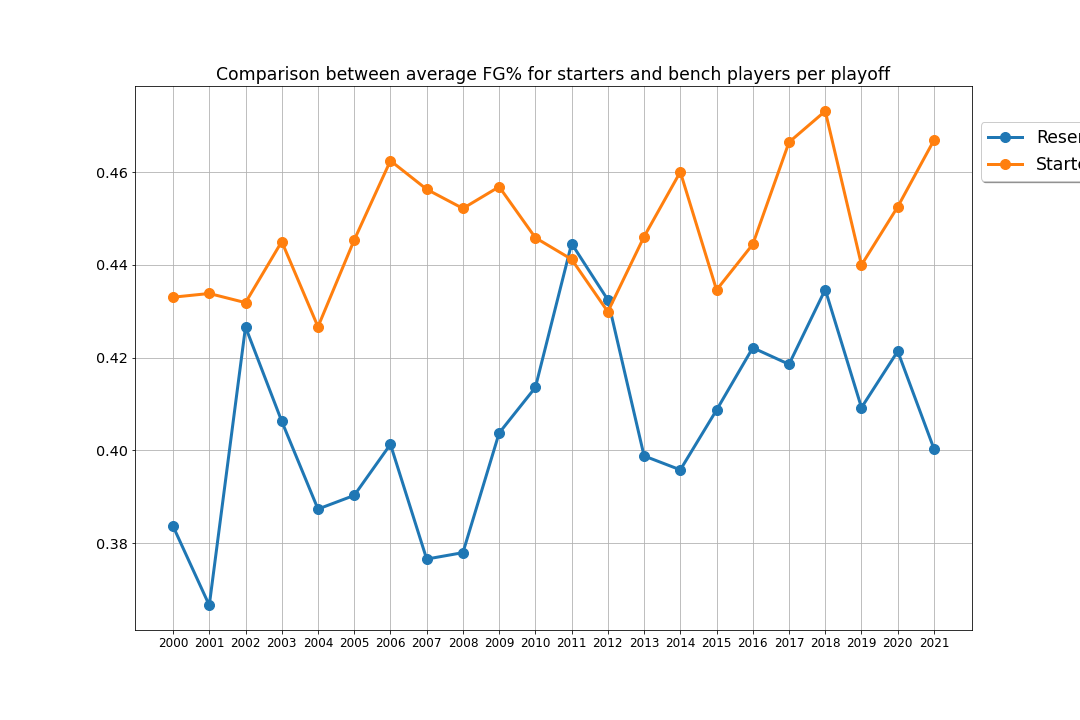 Comparison between average FG% for starters and bench players per playoff
0.46
0.44
0.42
0.40
0.38
2000 2001 2002 2003 2004 2005 2006 2007 2008 2009 2010 2011 2012 2013 2014 2015 2016 2017 2018 2019 2020 2021
Reser
Starte